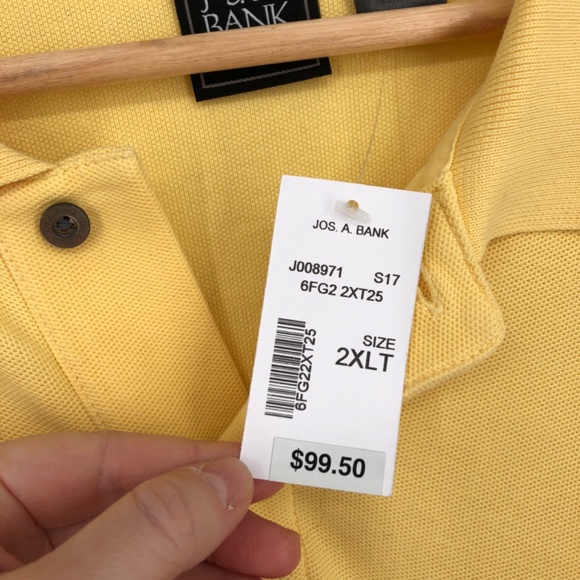 BANK
JOS. A. BANK
J008971 S17
6FG2 2XT25
SIZE
2XLT
6FG22XT25
$99.50